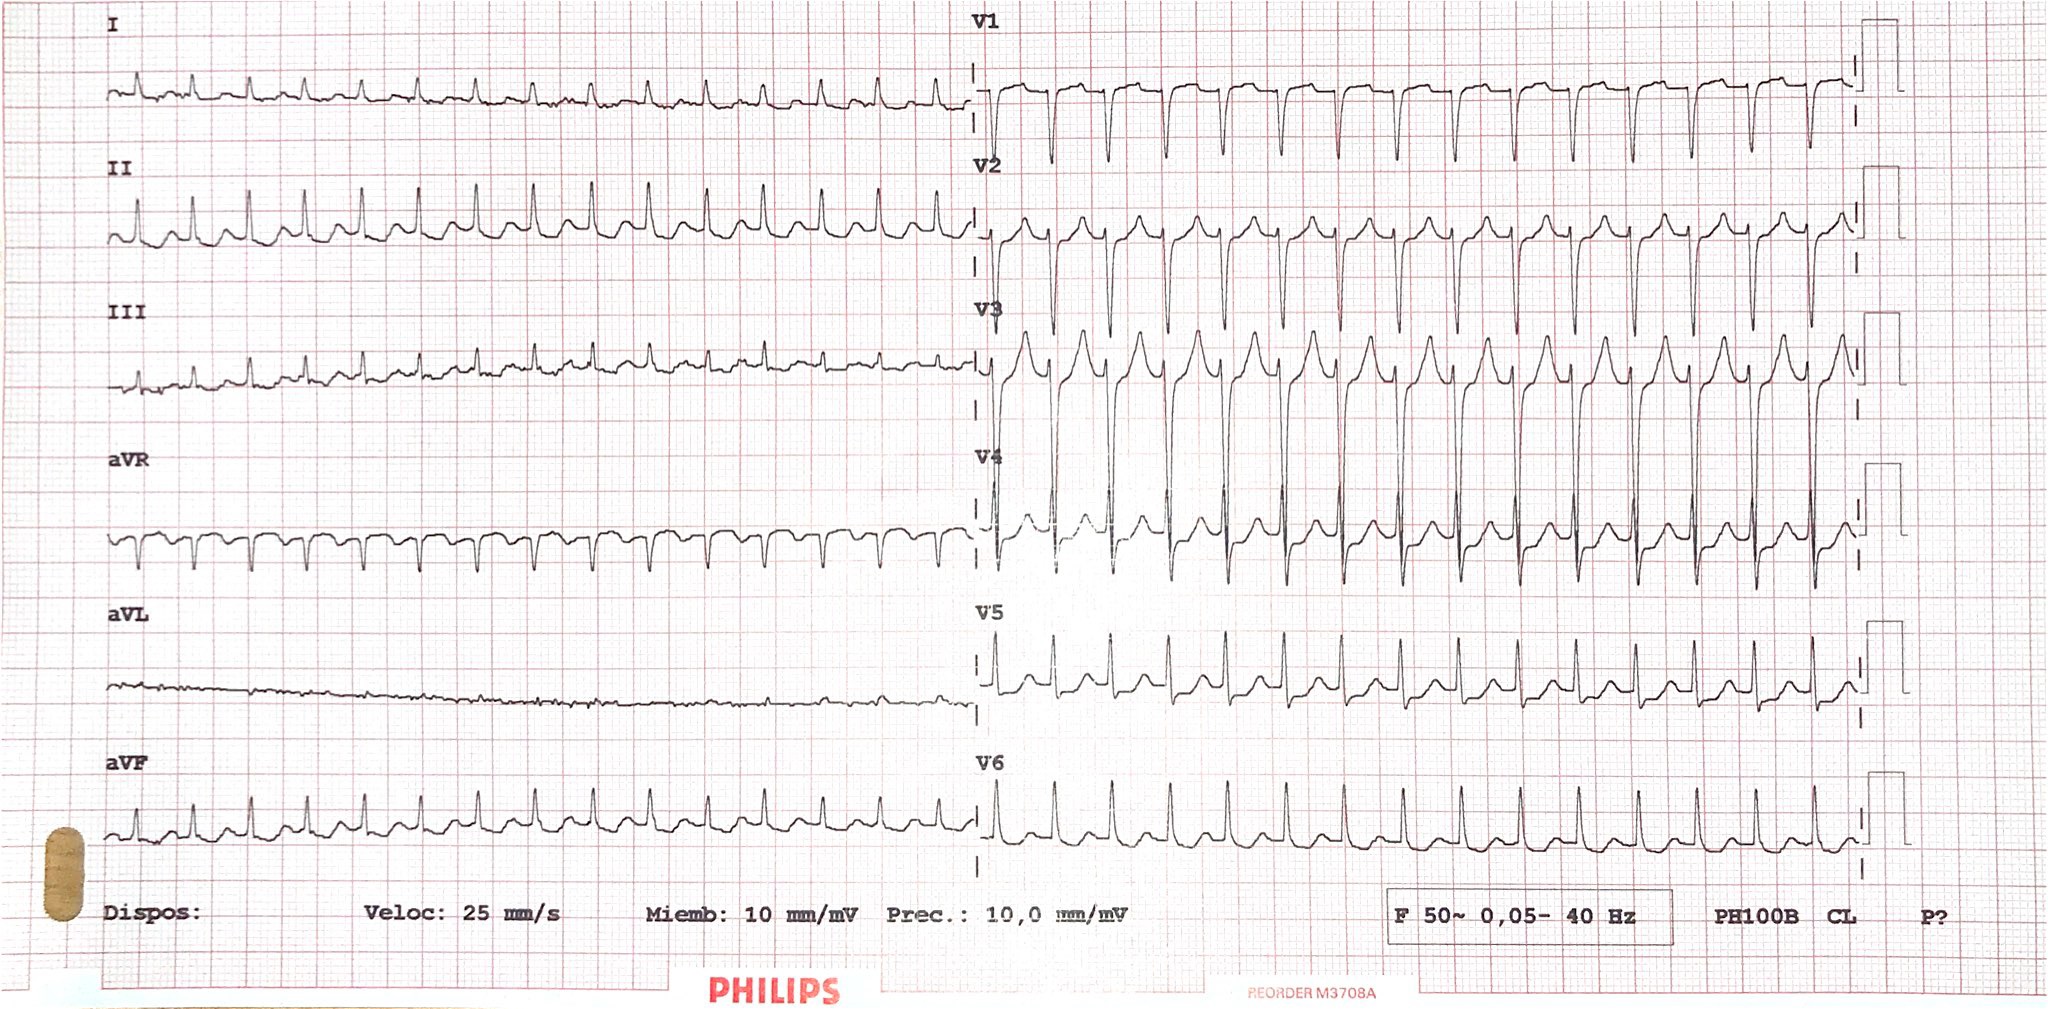 I
V1
II
V2
III
V3
aVR
V4
aVL
V5
aVF
V6
Dispos: Veloc: 25 mm/s Miemb: 10 mm/mV Prec.: 10,0 mm/mV F 50~ 0,05- 40 Hz PH100B CL P?
PHILIPS
REORDER M3708A